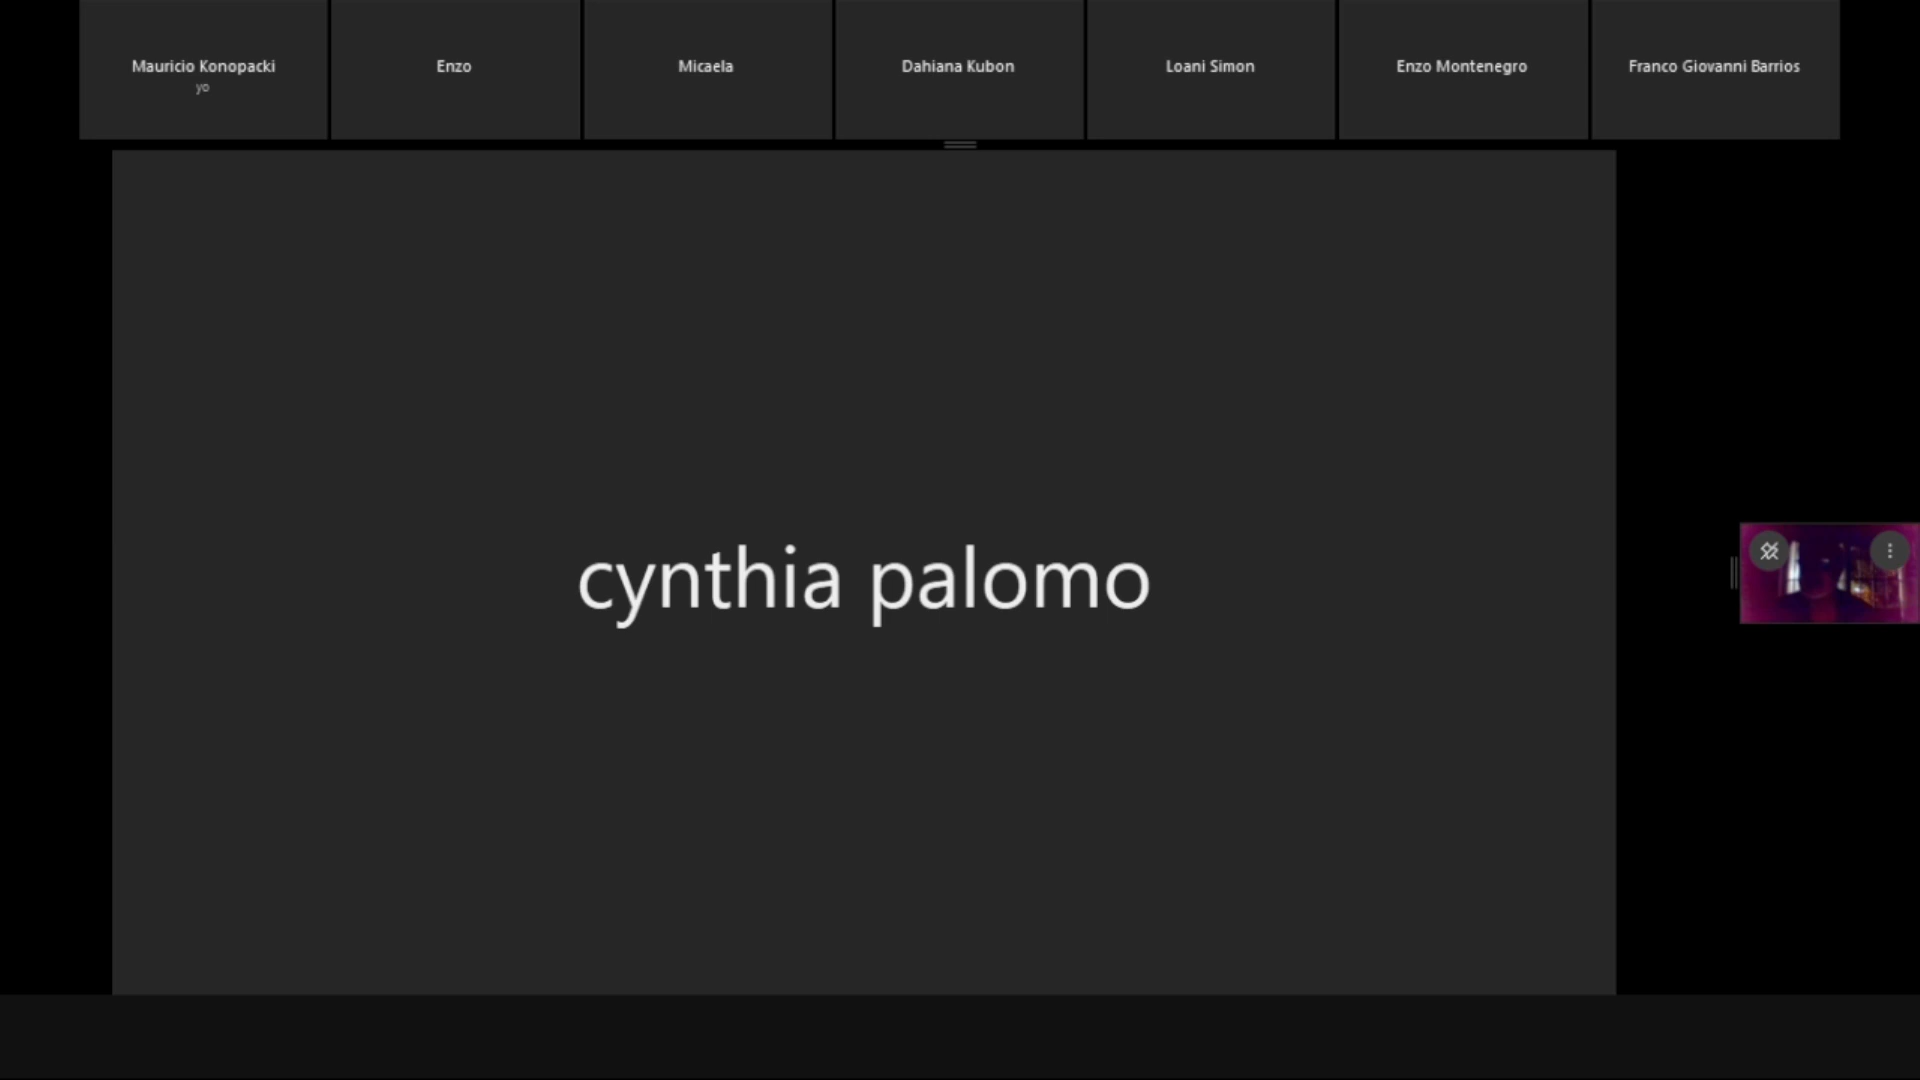 Mauricio Konopacki
yo
Enzo
Micaela
Dahiana Kubon
Loani Simon
Enzo Montenegro
Franco Giovanni Barrios
cynthia palomo